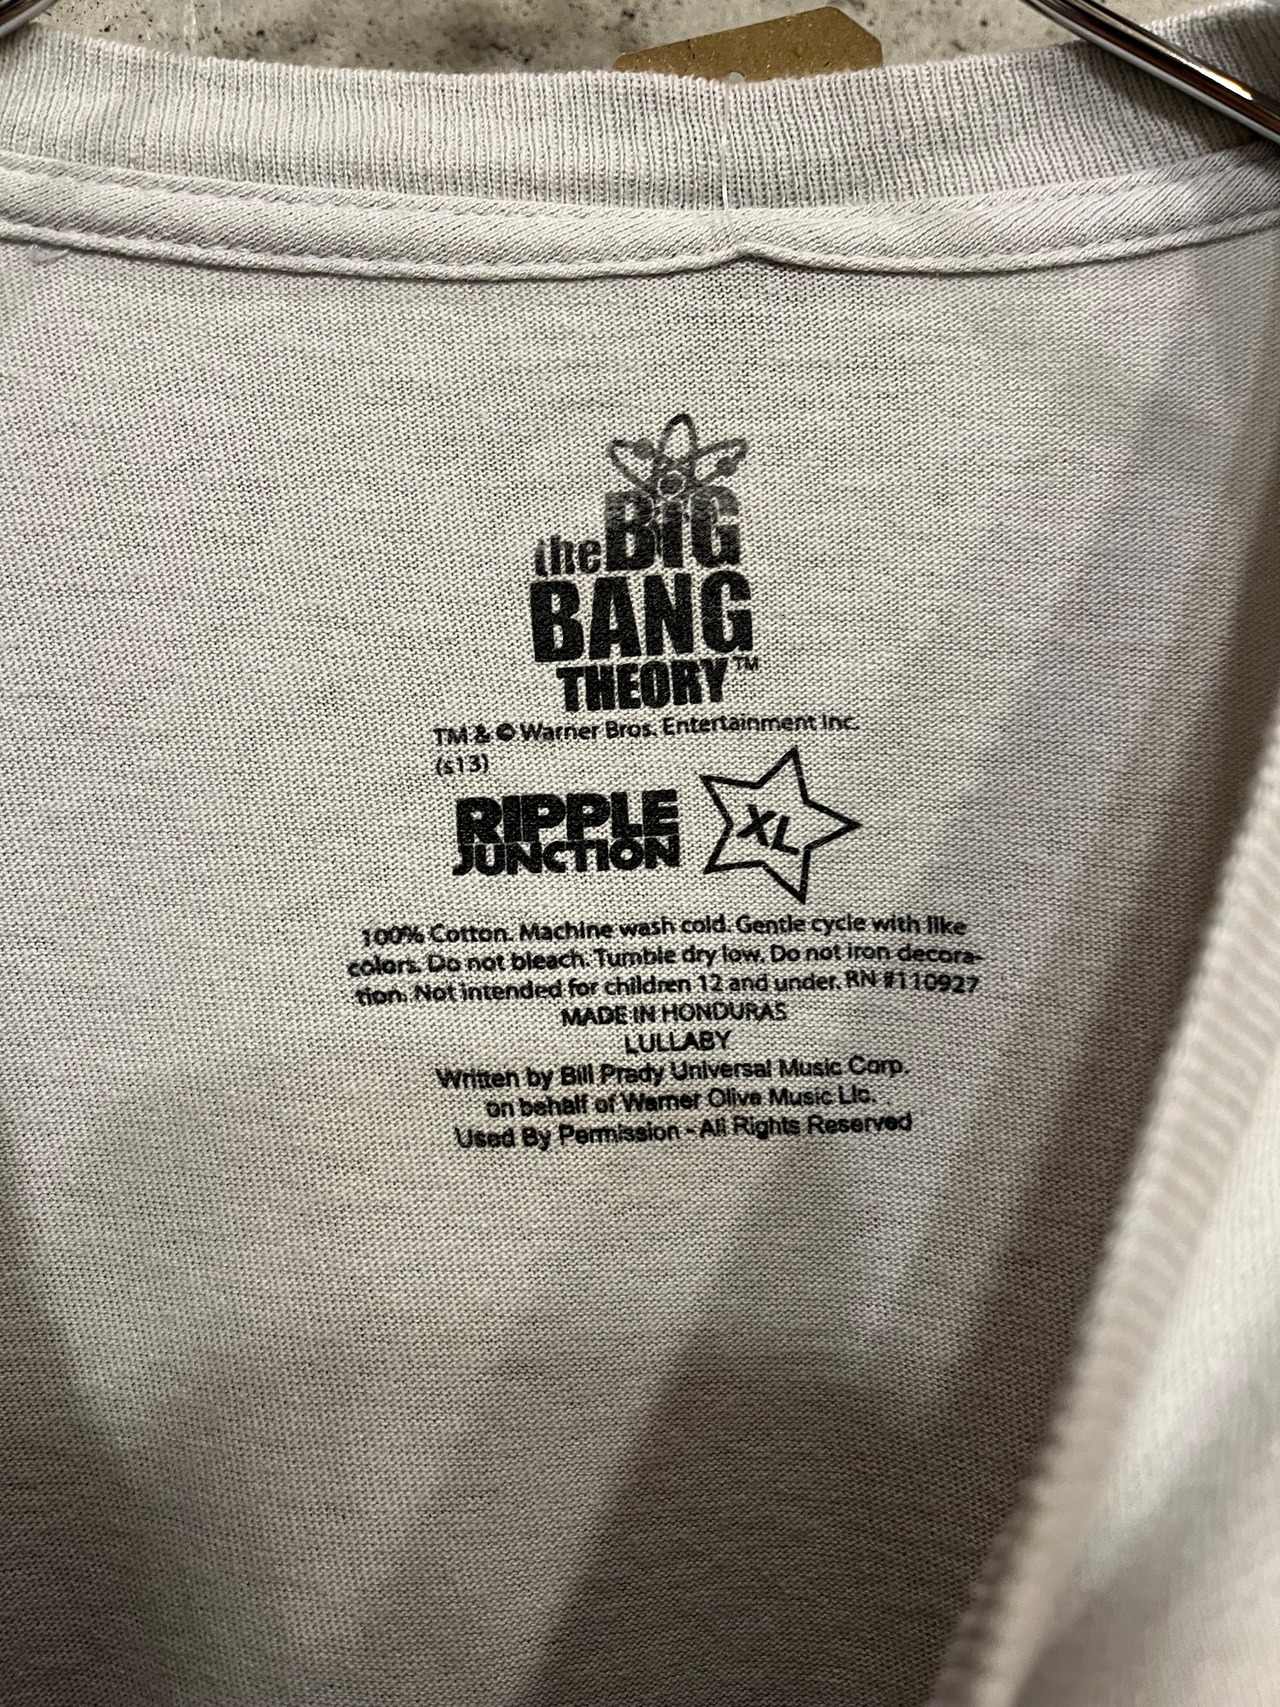 the BiG
BANG
THEORY™
TM & © Warner Bros. Entertainment Inc.
(s13)
RIPPLE
JUNCTION
XL
100% Cotton. Machine wash cold. Gentle cycle with like
colors. Do not bleach. Tumble dry low. Do not iron decora-
tion. Not intended for children 12 and under. RN #110927
MADE IN HONDURAS
LULLABY
Written by Bill Prady Universal Music Corp.
on behalf of Warner Olive Music Llc.
Used By Permission - All Rights Reserved